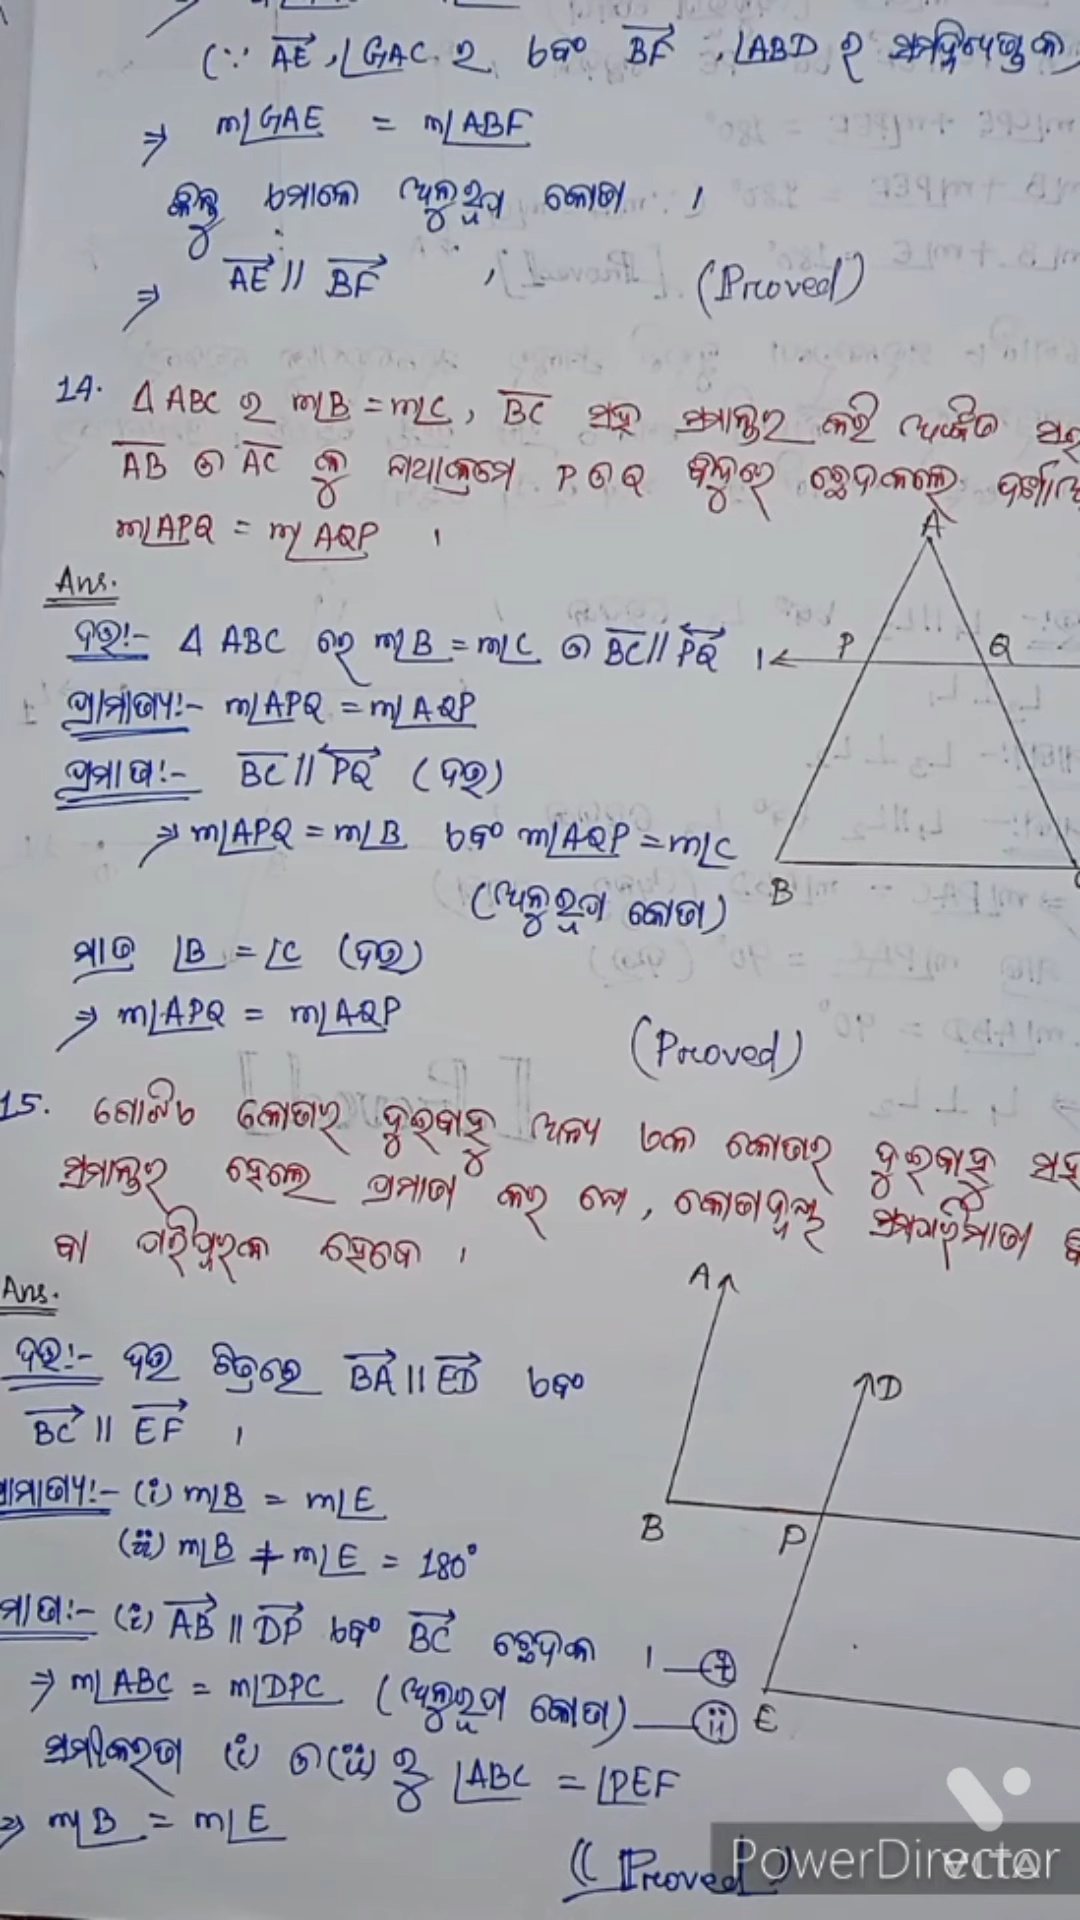 (∵ AE, ∠GAC ର ଏବଂ BF, ∠ABD ର ସମଦ୍ବିଖଣ୍ଡକ)
⇒ m∠GAE = m∠ABF
କିନ୍ତୁ ଏମାନେ ଅନୁରୂପ କୋଣ ।
⇒ AE // BF , (Proved)
14. Δ ABC ର m∠B = m∠C, BC ସହ ସମାନ୍ତର କରି ଅଙ୍କିତ
AB ଓ AC କୁ ଯଥାକ୍ରମେ P ଓ Q ବିନ୍ଦୁରେ ଛେଦକଲେ
m∠APQ = m∠AQP ।
Ans.
ଦତ୍ତ:- Δ ABC ରେ m∠B = m∠C ଓ BC // PQ ।
ପ୍ରାମାଣ୍ୟ:- m∠APQ = m∠AQP
ପ୍ରମାଣ:- BC // PQ (ଦତ୍ତ)
⇒ m∠APQ = m∠B ଏବଂ m∠AQP = m∠C
(ଅନୁରୂପ କୋଣ)
ମାତ୍ର ∠B = ∠C (ଦତ୍ତ)
⇒ m∠APQ = m∠AQP
(Proved)
A
P
Q
B
15. ଗୋଟିଏ କୋଣର ଦୁଇବାହୁ ଅନ୍ୟ ଏକ କୋଣର ଦୁଇବାହୁ ସହ
ସମାନ୍ତର ହେଲେ ପ୍ରମାଣ କର ଯେ, କୋଣଦ୍ୱୟ ସମପରିମାଣ
ବା ପରିପୂରକ ହେବେ ।
Ans.
ଦତ୍ତ:- ଦତ୍ତ ଚିତ୍ରରେ BA || ED ଏବଂ
BC || EF ।
(i) m∠B = m∠E
(ii) m∠B + m∠E = 180°
(i) AB || DP ଏବଂ BC ଛେଦକ । — (i)
⇒ m∠ABC = m∠DPC (ଅନୁରୂପ କୋଣ) — (ii)
ସମୀକରଣ (i) ଓ (ii) ରୁ ∠ABC = ∠PEF
⇒ m∠B = m∠E
(Proved)
A
D
B
P
E
PowerDirector
VITA